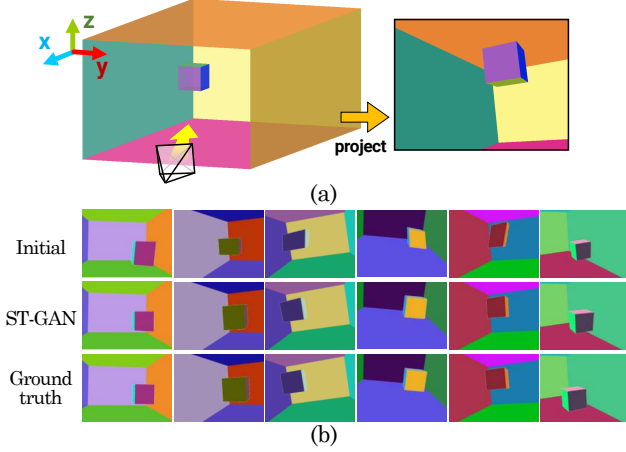 z
x
y
project
(a)
Initial
ST-GAN
Ground
truth
(b)